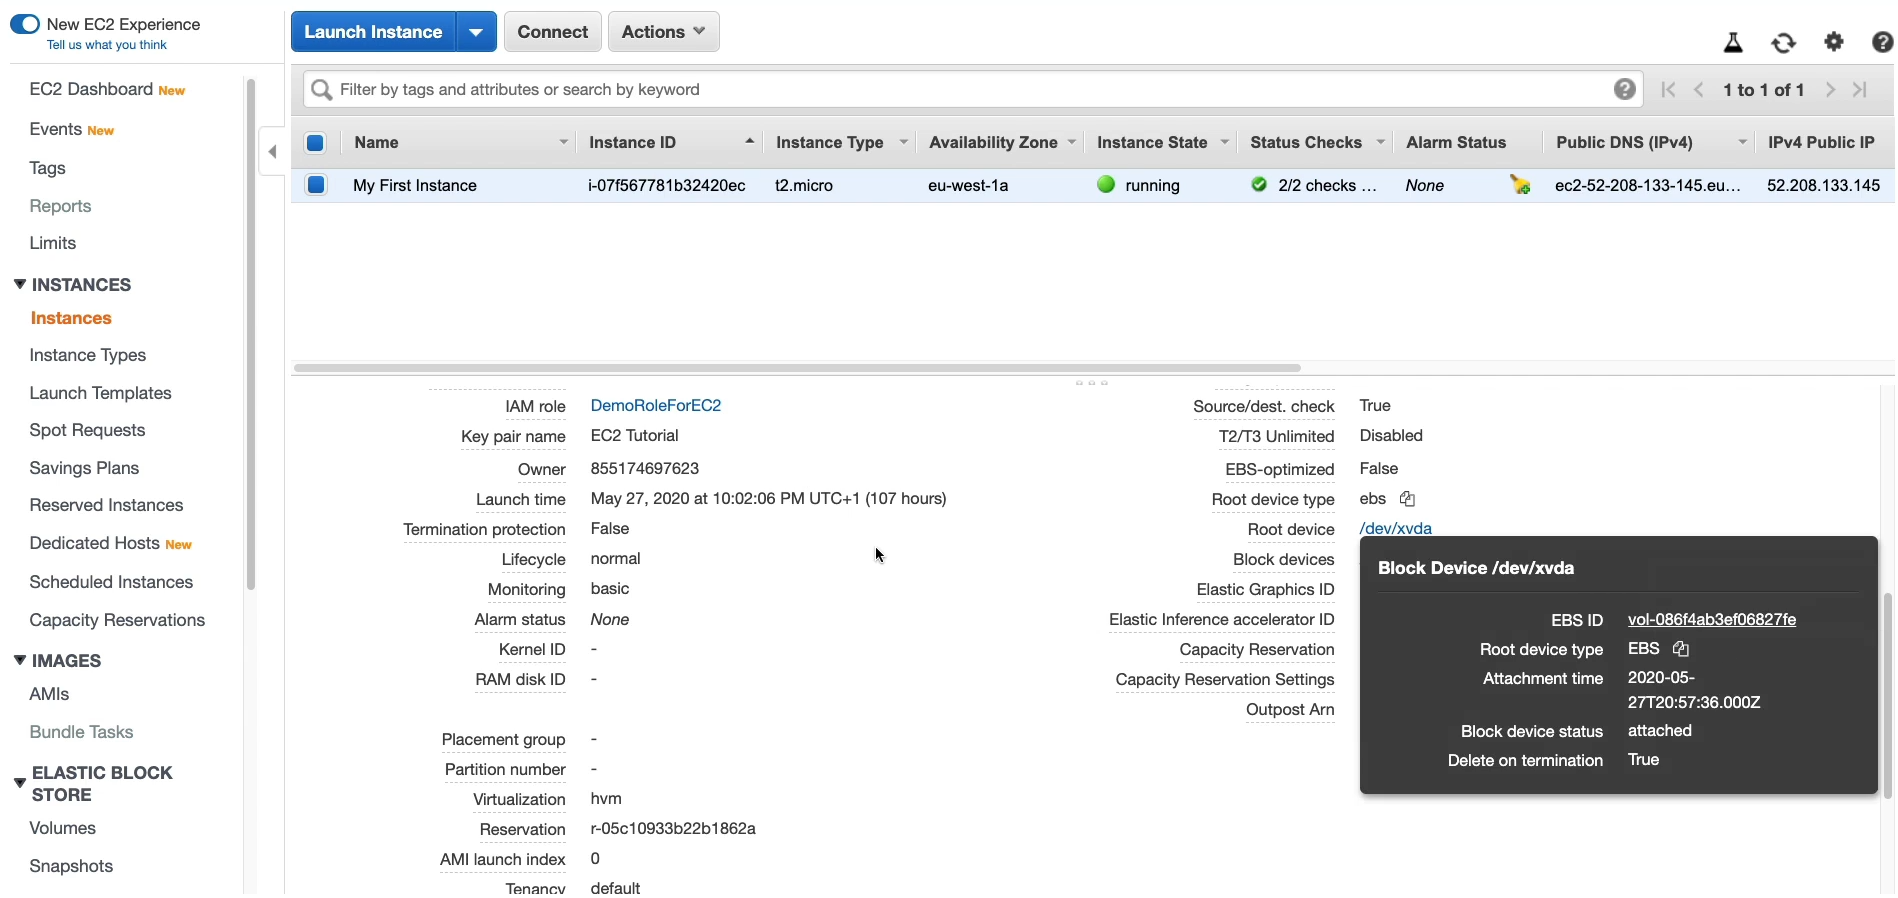 New EC2 Experience
Tell us what you think
EC2 Dashboard New
Events New
Tags
Reports
Limits
INSTANCES
Instances
Instance Types
Launch Templates
Spot Requests
Savings Plans
Reserved Instances
Dedicated Hosts New
Scheduled Instances
Capacity Reservations
IMAGES
AMIs
Bundle Tasks
ELASTIC BLOCK
STORE
Volumes
Snapshots
Launch Instance Connect Actions
Filter by tags and attributes or search by keyword 1 to 1 of 1
Name Instance ID Instance Type Availability Zone Instance State Status Checks Alarm Status Public DNS (IPv4) IPv4 Public IP
My First Instance i-07f567781b32420ec t2.micro eu-west-1a running 2/2 checks ... None ec2-52-208-133-145.eu... 52.208.133.145
IAM role DemoRoleForEC2
Key pair name EC2 Tutorial
Owner 855174697623
Launch time May 27, 2020 at 10:02:06 PM UTC+1 (107 hours)
Termination protection False
Lifecycle normal
Monitoring basic
Alarm status None
Kernel ID -
RAM disk ID -
Placement group -
Partition number -
Virtualization hvm
Reservation r-05c10933b22b1862a
AMI launch index 0
Tenancy default
Source/dest. check True
T2/T3 Unlimited Disabled
EBS-optimized False
Root device type ebs
Root device /dev/xvda
Block devices
Elastic Graphics ID
Elastic Inference accelerator ID
Capacity Reservation
Capacity Reservation Settings
Outpost Arn
Block Device /dev/xvda
EBS ID vol-086f4ab3ef06827fe
Root device type EBS
Attachment time 2020-05-
27T20:57:36.000Z
Block device status attached
Delete on termination True